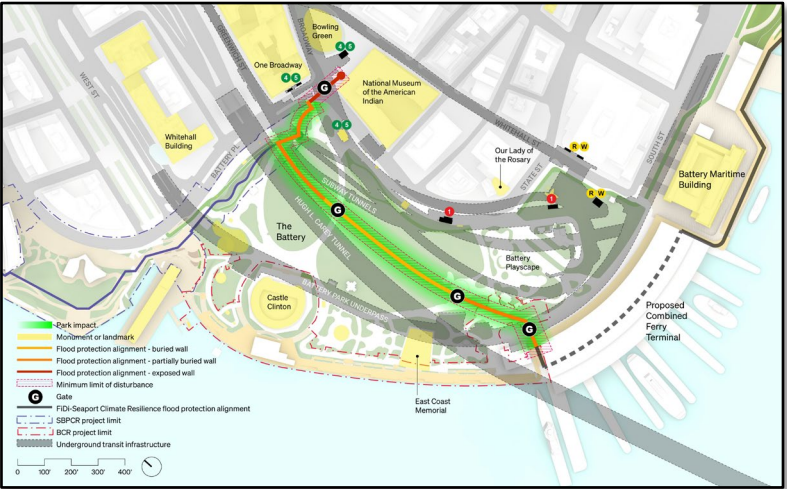 Bowling
Green
BROADWAY
GREENWICH ST
4 5
One Broadway
4 5
G
National Museum
of the American
Indian
WEST ST
4 5
Whitehall
Building
BATTERY PL
WHITEHALL ST
R W
SOUTH ST
Our Lady of
the Rosary
STATE ST
Battery Maritime
Building
SUBWAY TUNNELS
R W
1
1
HUGH L. CAREY TUNNEL
G
The
Battery
Battery
Playscape
BATTERY PARK UNDERPASS
Castle
Clinton
G
G
Proposed
Combined
Ferry
Terminal
East Coast
Memorial
Park impact
Monument or landmark
Flood protection alignment - buried wall
Flood protection alignment - partially buried wall
Flood protection alignment - exposed wall
Minimum limit of disturbance
G Gate
FiDi-Seaport Climate Resilience flood protection alignment
SBPCR project limit
BCR project limit
Underground transit infrastructure
0 100' 200' 300' 400'